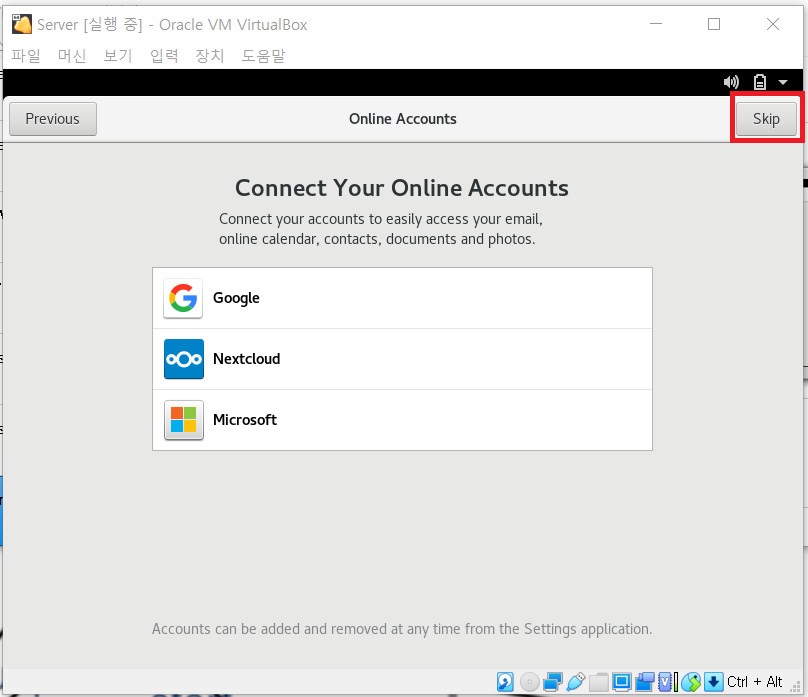 Server [실행 중] - Oracle VM VirtualBox
파일 머신 보기 입력 장치 도움말
Previous Online Accounts Skip
Connect Your Online Accounts
Connect your accounts to easily access your email,
online calendar, contacts, documents and photos.
Google
Nextcloud
Microsoft
Accounts can be added and removed at any time from the Settings application.
Ctrl + Alt